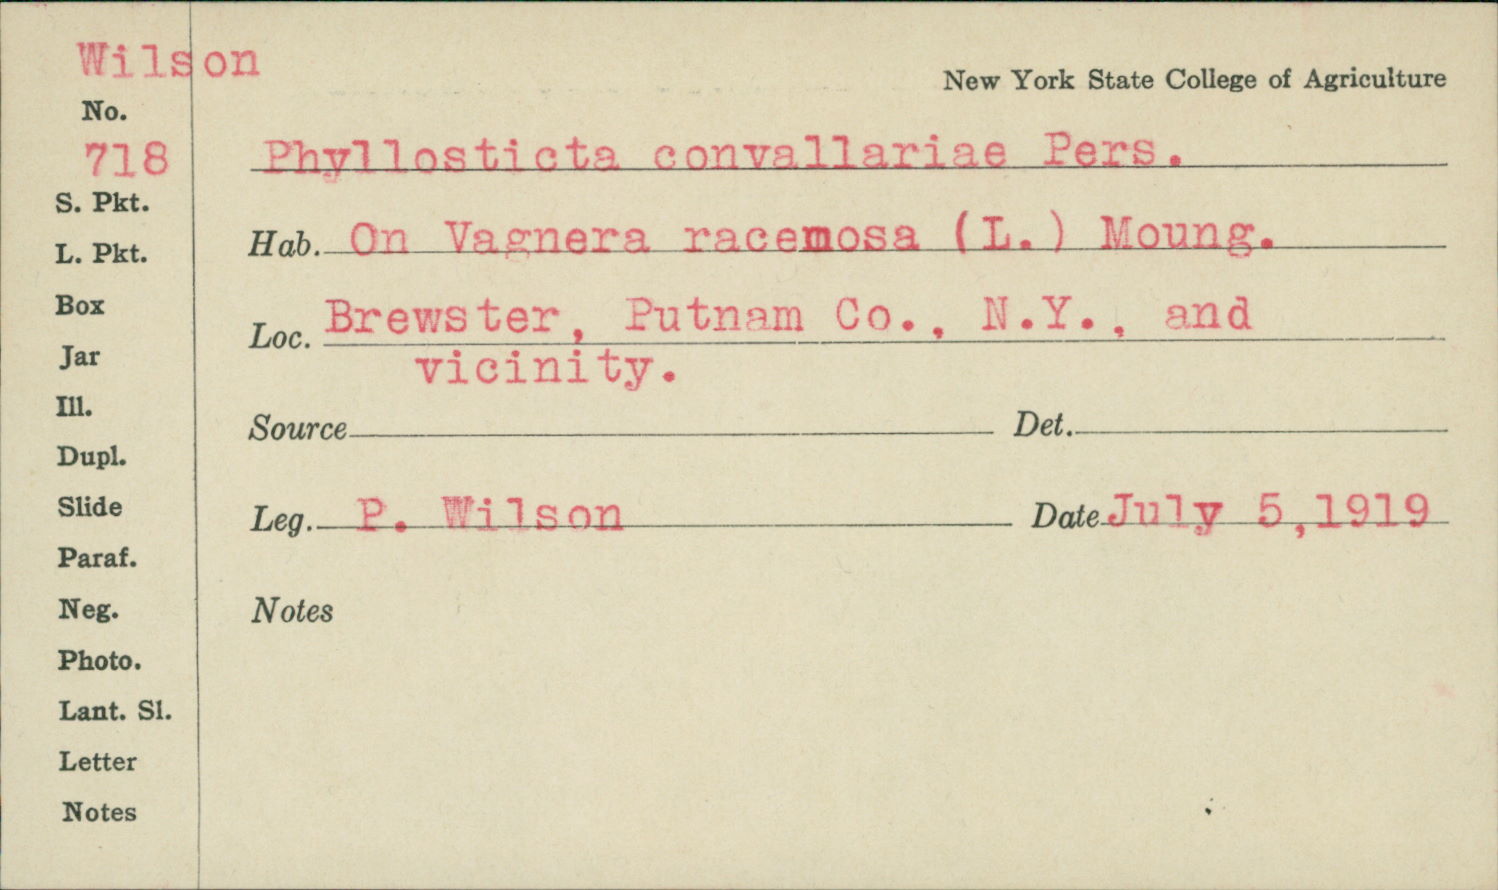 Wilson
New York State College of Agriculture
No.
718
Phyllosticta convallariae Pers.
S. Pkt.
Hab. On Vagnera racemosa (L.) Moung.
L. Pkt.
Box
Loc. Brewster, Putnam Co., N.Y., and
vicinity.
Jar
Ill.
Source Det.
Dupl.
Slide
Leg. P. Wilson Date July 5,1919
Paraf.
Neg.
Notes
Photo.
Lant. Sl.
Letter
Notes